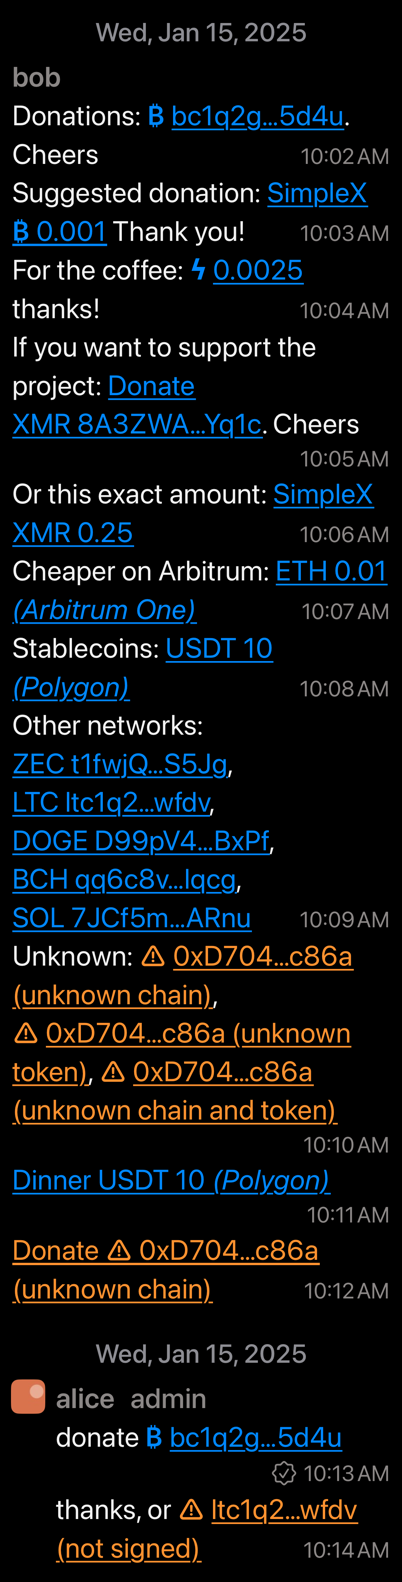 Wed, Jan 15, 2025
bob
Donations: ₿ bc1q2g...5d4u.
Cheers 10:02 AM
Suggested donation: SimpleX
₿ 0.001 Thank you! 10:03 AM
For the coffee: ϟ 0.0025
thanks! 10:04 AM
If you want to support the
project: Donate
XMR 8A3ZWA...Yq1c. Cheers
10:05 AM
Or this exact amount: SimpleX
XMR 0.25 10:06 AM
Cheaper on Arbitrum: ETH 0.01
(Arbitrum One) 10:07 AM
Stablecoins: USDT 10
(Polygon) 10:08 AM
Other networks:
ZEC t1fwjQ...S5Jg,
LTC ltc1q2...wfdv,
DOGE D99pV4...BxPf,
BCH qq6c8v...lqcg,
SOL 7JCf5m...ARnu 10:09 AM
Unknown: ⚠ 0xD704...c86a
(unknown chain),
⚠ 0xD704...c86a (unknown
token), ⚠ 0xD704...c86a
(unknown chain and token)
10:10 AM
Dinner USDT 10 (Polygon)
10:11 AM
Donate ⚠ 0xD704...c86a
(unknown chain) 10:12 AM
Wed, Jan 15, 2025
alice admin
donate ₿ bc1q2g...5d4u
10:13 AM
thanks, or ⚠ ltc1q2...wfdv
(not signed) 10:14 AM